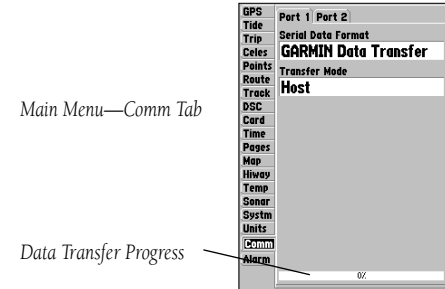 Main Menu—Comm Tab
Data Transfer Progress
GPS
Tide
Trip
Celes
Points
Route
Track
DSC
Card
Time
Pages
Map
Hiway
Temp
Sonar
Systm
Units
Comm
Alarm
Port 1 Port 2
Serial Data Format
GARMIN Data Transfer
Transfer Mode
Host
0%